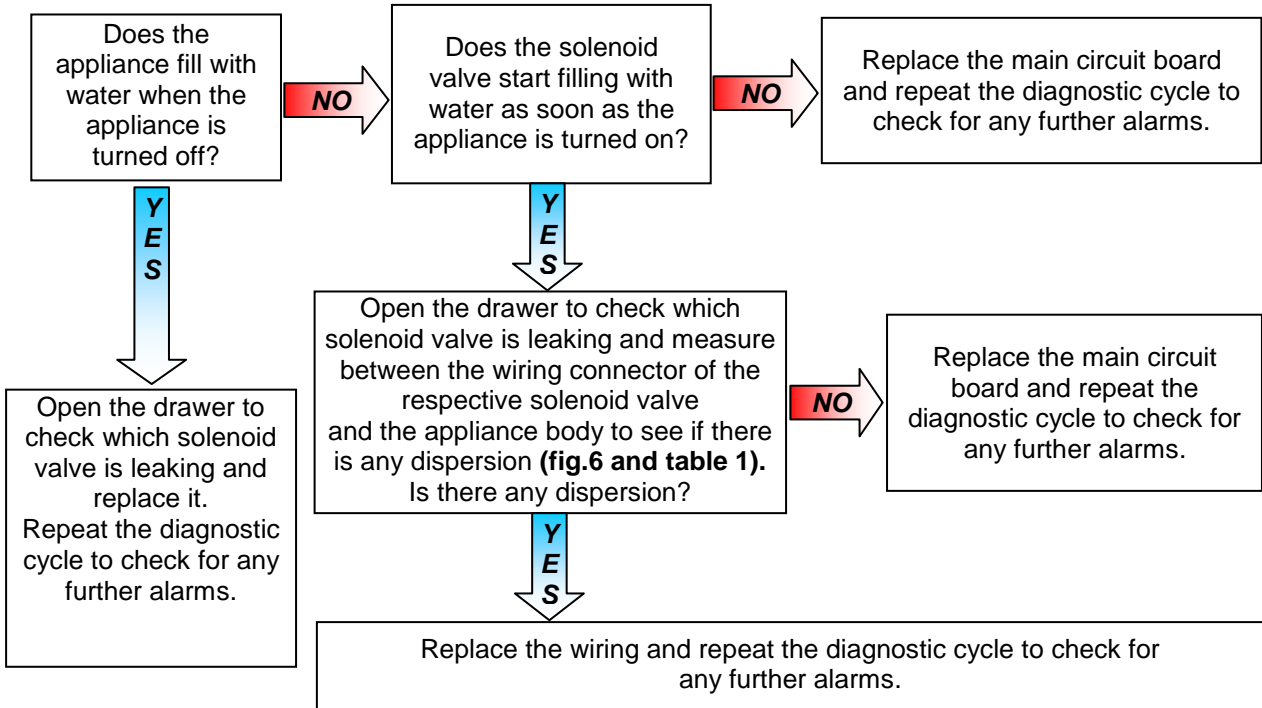 Does the
appliance fill with
water when the
appliance is
turned off?
NO
Does the solenoid
valve start filling with
water as soon as the
appliance is turned on?
NO
Replace the main circuit board
and repeat the diagnostic cycle to
check for any further alarms.
YES
YES
Open the drawer to
check which solenoid
valve is leaking and
replace it.
Repeat the diagnostic
cycle to check for any
further alarms.
Open the drawer to check which
solenoid valve is leaking and measure
between the wiring connector of the
respective solenoid valve
and the appliance body to see if there
is any dispersion (fig.6 and table 1).
Is there any dispersion?
NO
Replace the main circuit
board and repeat the
diagnostic cycle to check for
any further alarms.
YES
Replace the wiring and repeat the diagnostic cycle to check for
any further alarms.